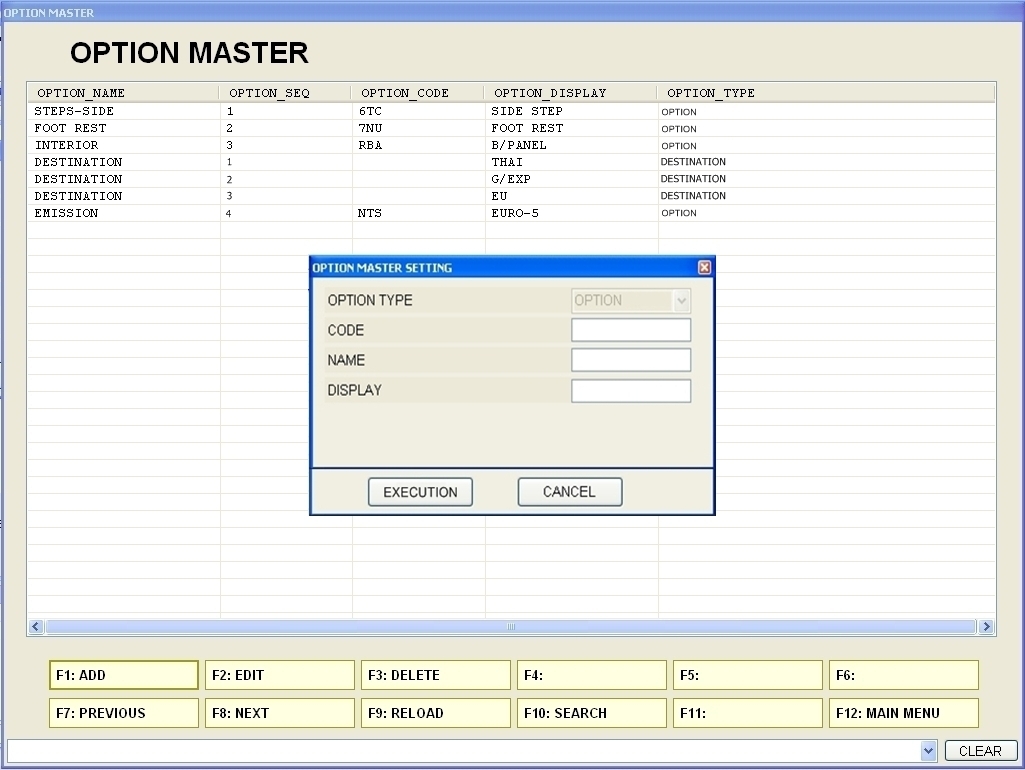 OPTION MASTER
OPTION MASTER
OPTION_NAME OPTION_SEQ OPTION_CODE OPTION_DISPLAY OPTION_TYPE
STEPS-SIDE 1 6TC SIDE STEP OPTION
FOOT REST 2 7NU FOOT REST OPTION
INTERIOR 3 RBA B/PANEL OPTION
DESTINATION 1 THAI DESTINATION
DESTINATION 2 G/EXP DESTINATION
DESTINATION 3 EU DESTINATION
EMISSION 4 NTS EURO-5 OPTION
OPTION MASTER SETTING
OPTION TYPE OPTION
CODE
NAME
DISPLAY
EXECUTION CANCEL
F1: ADD F2: EDIT F3: DELETE F4: F5: F6:
F7: PREVIOUS F8: NEXT F9: RELOAD F10: SEARCH F11: F12: MAIN MENU
CLEAR